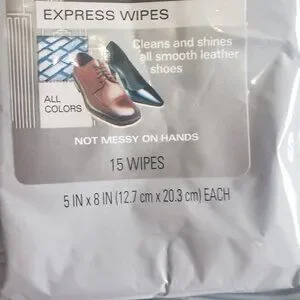 EXPRESS WIPES
Cleans and shines
all smooth leather
shoes
ALL
COLORS
NOT MESSY ON HANDS
15 WIPES
5 IN x 8 IN (12.7 cm x 20.3 cm) EACH